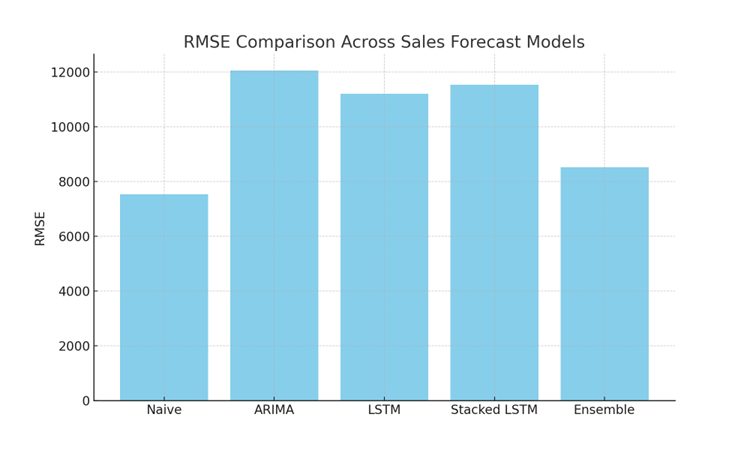 RMSE Comparison Across Sales Forecast Models
12000
10000
8000
6000
4000
2000
0
RMSE
Naive
ARIMA
LSTM
Stacked LSTM
Ensemble